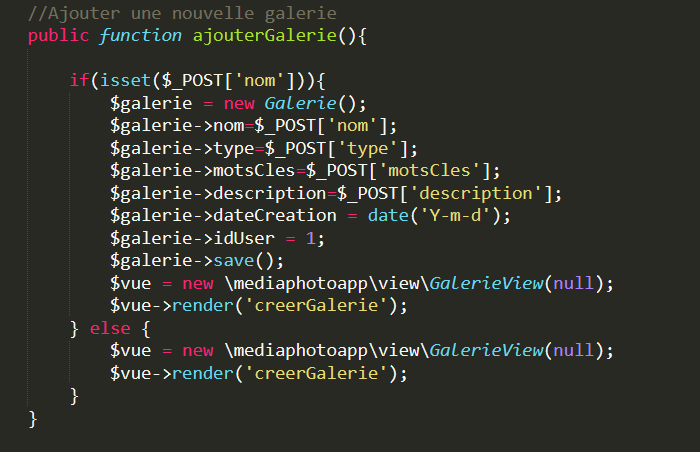 //Ajouter une nouvelle galerie
public function ajouterGalerie(){
if(isset($_POST['nom'])){
$galerie = new Galerie();
$galerie->nom=$_POST['nom'];
$galerie->type=$_POST['type'];
$galerie->motsCles=$_POST['motsCles'];
$galerie->description=$_POST['description'];
$galerie->dateCreation = date('Y-m-d');
$galerie->idUser = 1;
$galerie->save();
$vue = new \mediaphotoapp\view\GalerieView(null);
$vue->render('creerGalerie');
} else {
$vue = new \mediaphotoapp\view\GalerieView(null);
$vue->render('creerGalerie');
}
}